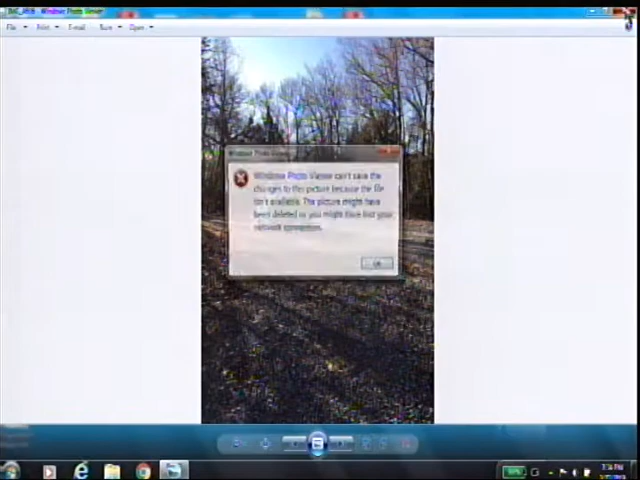 Windows Photo Viewer
File Print E-mail Burn Open
Windows Photo Viewer
Windows Photo Viewer can't save the
changes to this picture because the file
isn't available. The picture might have
been deleted or you might have lost your
network connection.
OK